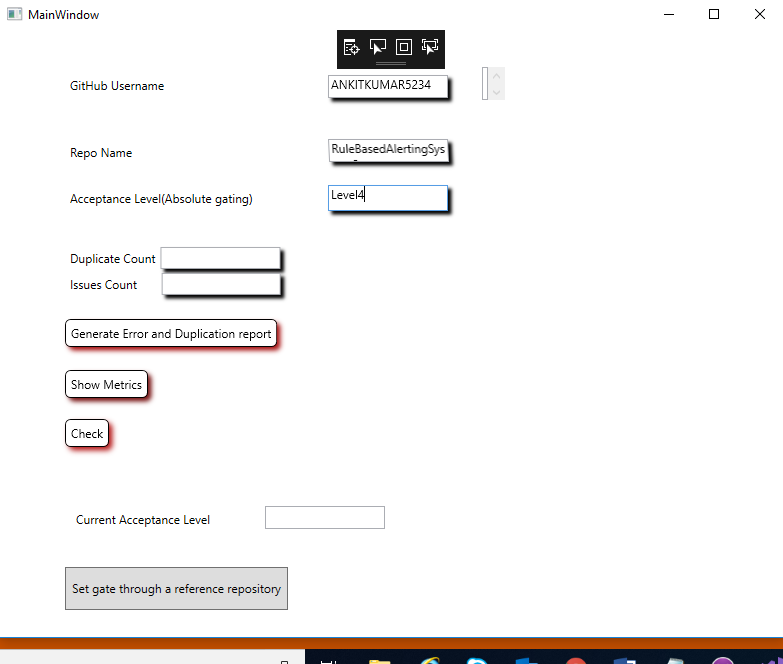 MainWindow
GitHub Username
ANKITKUMAR5234
Repo Name
RuleBasedAlertingSys
Acceptance Level(Absolute gating)
Level4
Duplicate Count
Issues Count
Generate Error and Duplication report
Show Metrics
Check
Current Acceptance Level
Set gate through a reference repository